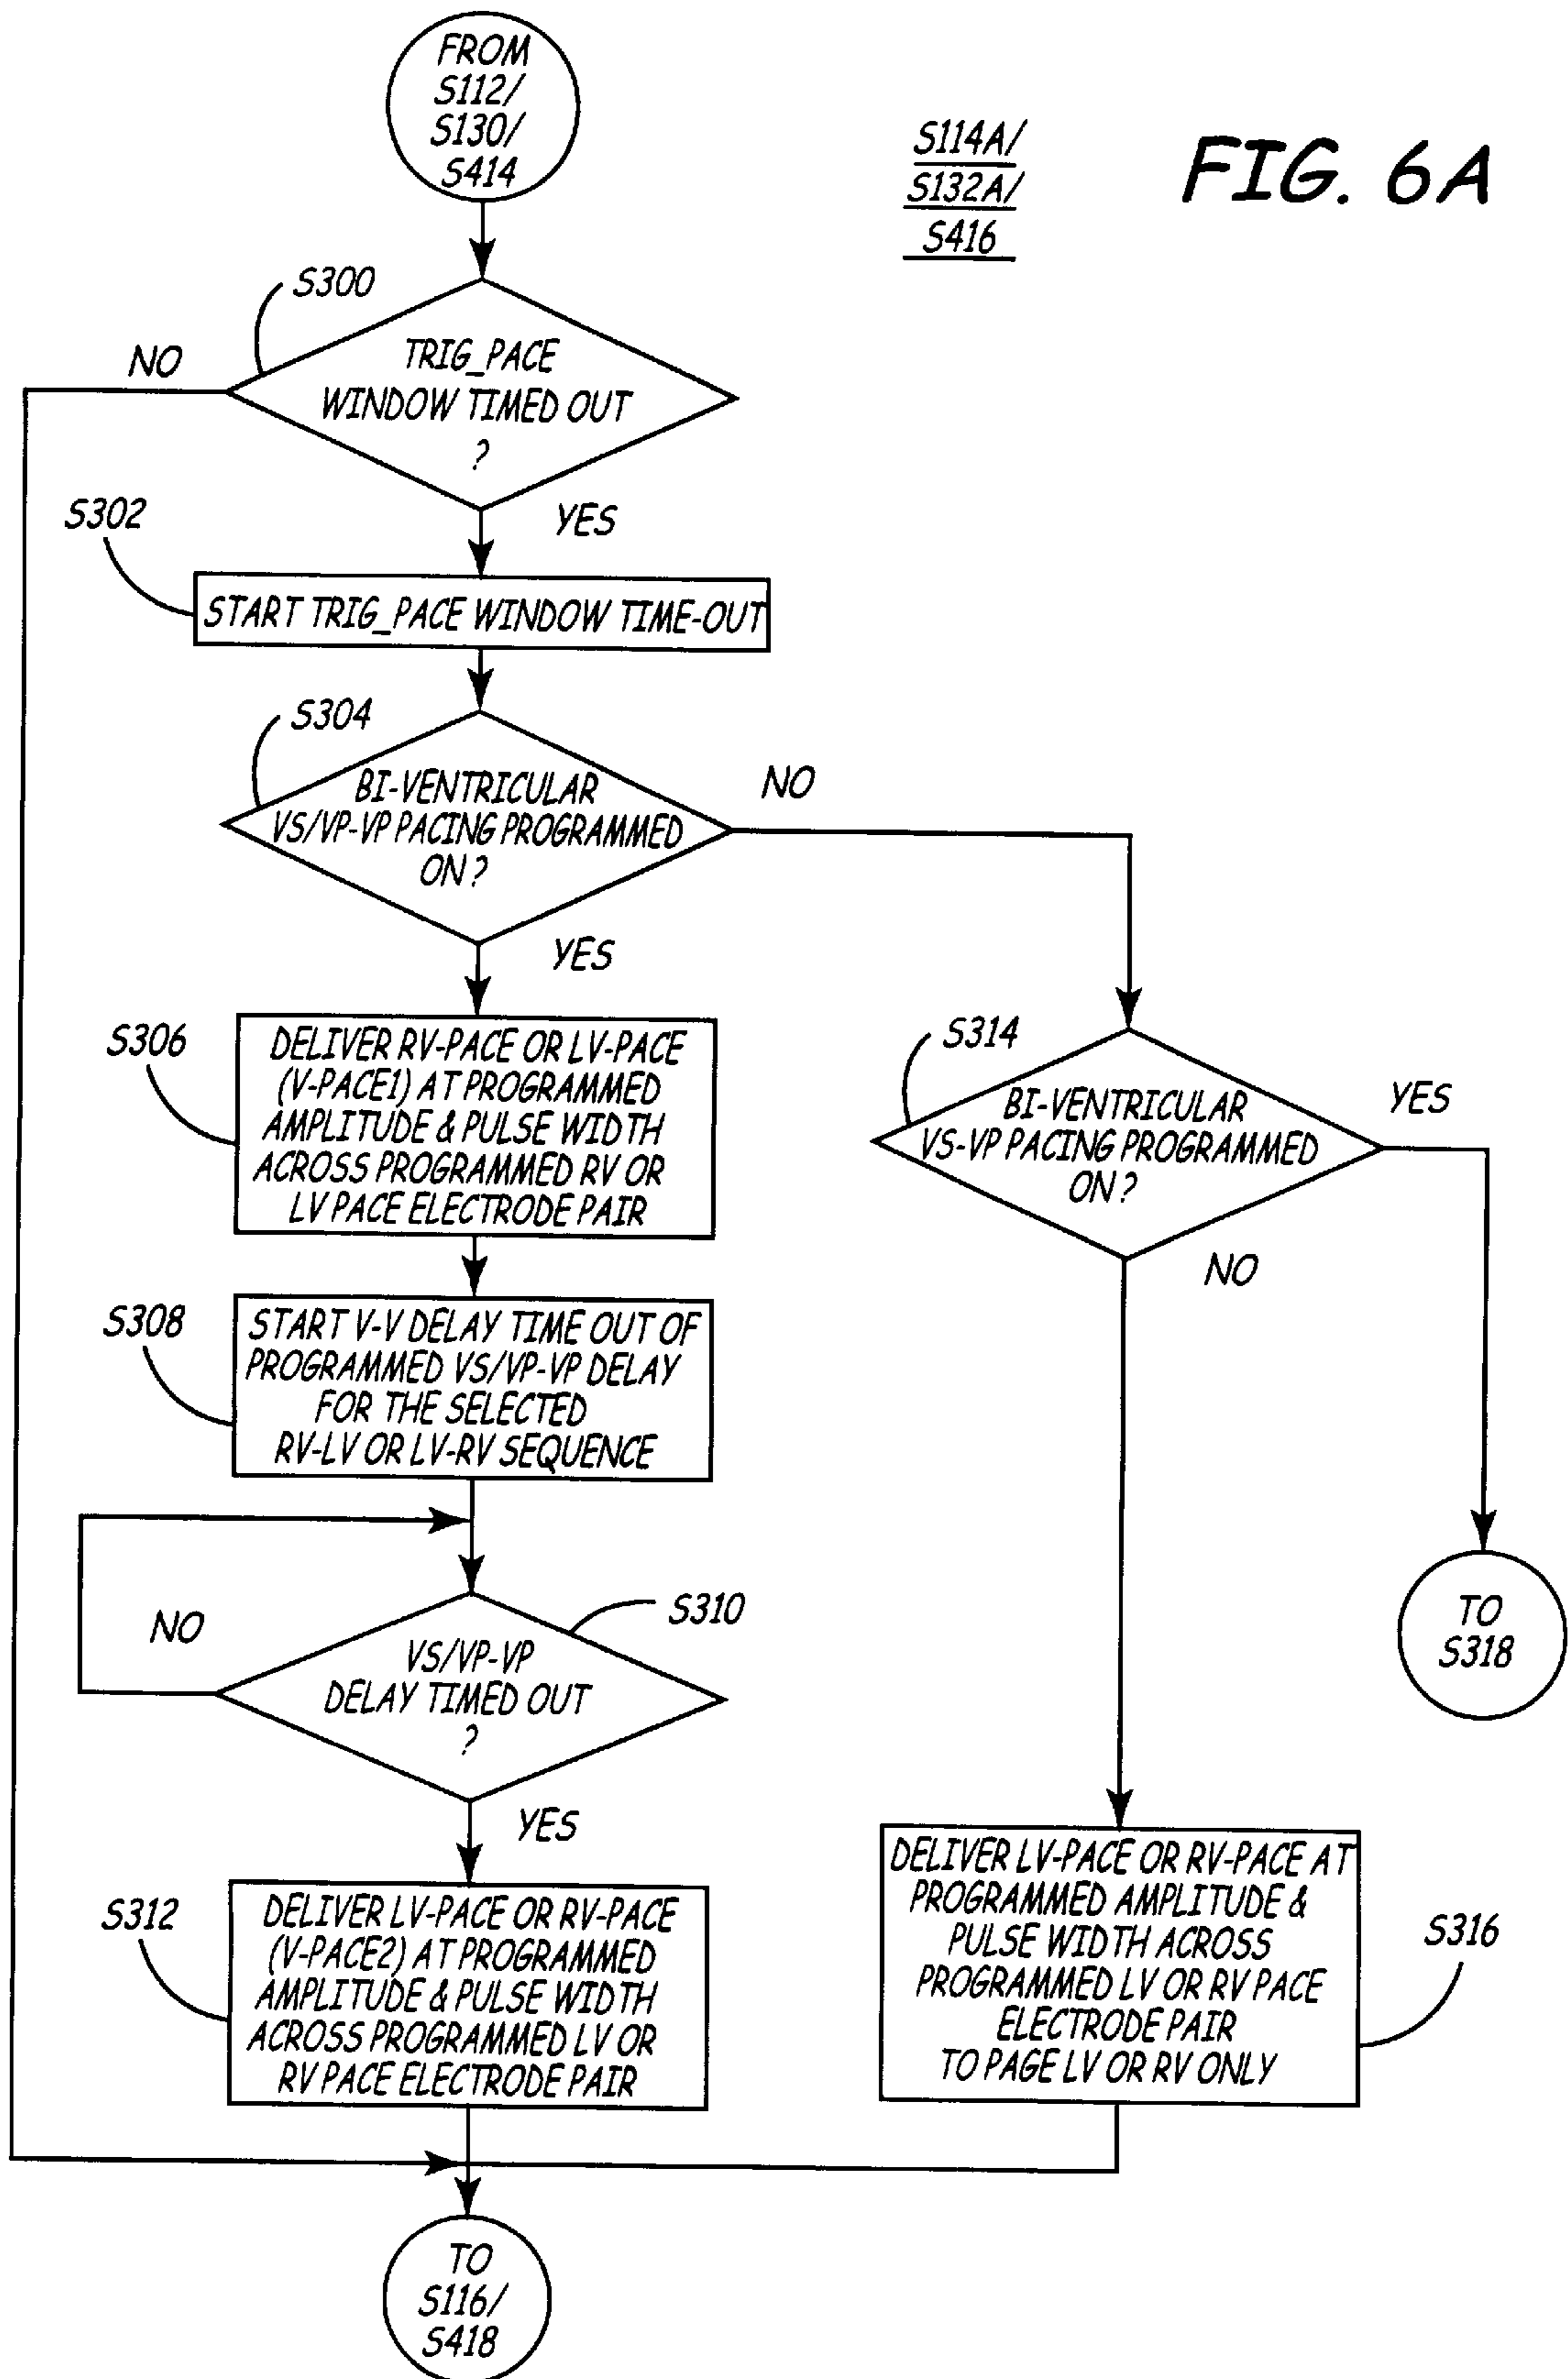 FROM
S112/
S130/
S414
S114A/
S132A/
S416
FIG. 6A
S300
NO
TRIG_PACE
WINDOW TIMED OUT
?
YES
S302
START TRIG_PACE WINDOW TIME-OUT
S304
BI-VENTRICULAR
VS/VP-VP PACING PROGRAMMED
ON?
NO
YES
S306
DELIVER RV-PACE OR LV-PACE
(V-PACE1) AT PROGRAMMED
AMPLITUDE & PULSE WIDTH
ACROSS PROGRAMMED RV OR
LV PACE ELECTRODE PAIR
S314
BI-VENTRICULAR
VS-VP PACING PROGRAMMED
ON?
YES
NO
S308
START V-V DELAY TIME OUT OF
PROGRAMMED VS/VP-VP DELAY
FOR THE SELECTED
RV-LV OR LV-RV SEQUENCE
S310
NO
VS/VP-VP
DELAY TIMED OUT
?
YES
TO
S318
S312
DELIVER LV-PACE OR RV-PACE
(V-PACE2) AT PROGRAMMED
AMPLITUDE & PULSE WIDTH
ACROSS PROGRAMMED LV OR
RV PACE ELECTRODE PAIR
DELIVER LV-PACE OR RV-PACE AT
PROGRAMMED AMPLITUDE &
PULSE WIDTH ACROSS
PROGRAMMED LV OR RV PACE
ELECTRODE PAIR
TO PAGE LV OR RV ONLY
S316
TO
S116/
S418